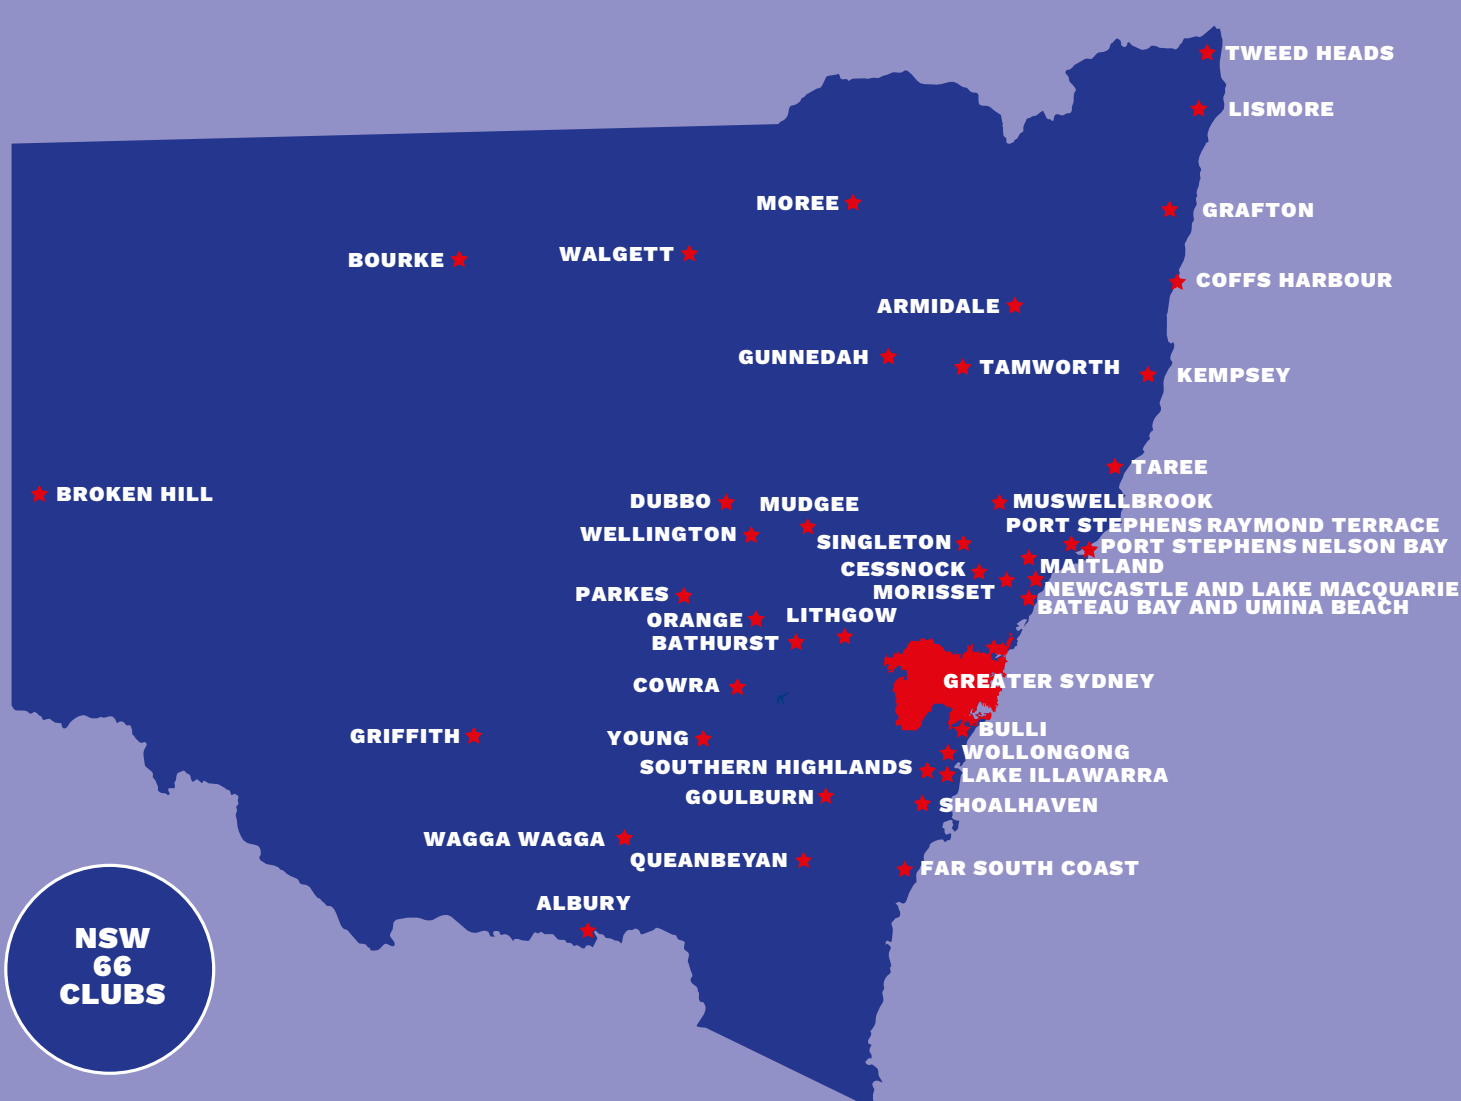 TWEED HEADS
LISMORE
MOREE
GRAFTON
WALGETT
BOURKE
COFFS HARBOUR
ARMIDALE
GUNNEDAH
TAMWORTH
KEMPSEY
TAREE
BROKEN HILL
DUBBO
MUDGEE
MUSWELLBROOK
PORT STEPHENS RAYMOND TERRACE
WELLINGTON
SINGLETON
PORT STEPHENS NELSON BAY
MAITLAND
CESSNOCK
NEWCASTLE AND LAKE MACQUARIE
MORISSET
PARKES
BATEAU BAY AND UMINA BEACH
LITHGOW
ORANGE
BATHURST
GREATER SYDNEY
COWRA
BULLI
GRIFFITH
YOUNG
WOLLONGONG
SOUTHERN HIGHLANDS
LAKE ILLAWARRA
GOULBURN
SHOALHAVEN
WAGGA WAGGA
QUEANBEYAN
FAR SOUTH COAST
ALBURY
NSW
66
CLUBS